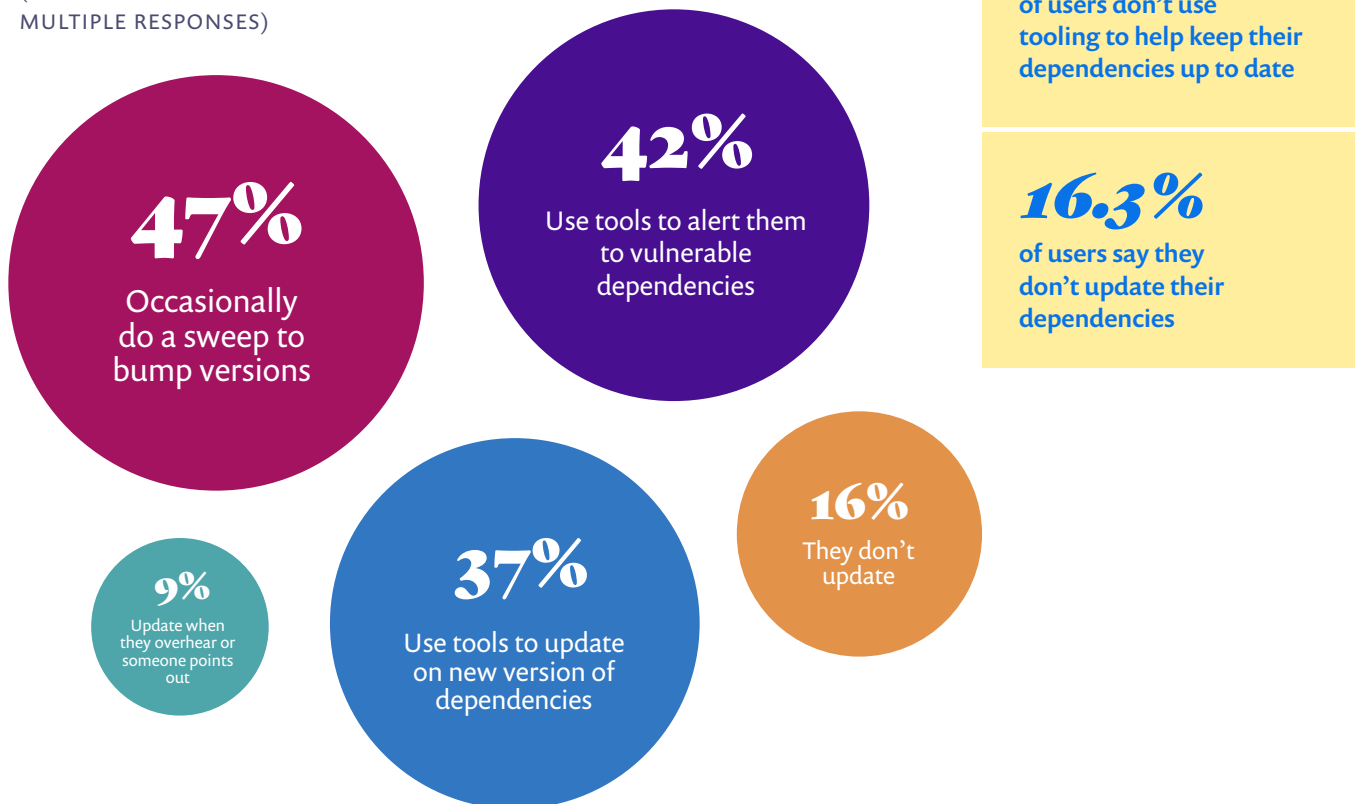 MULTIPLE RESPONSES)
47%
Occasionally
do a sweep to
bump versions
42%
Use tools to alert them
to vulnerable
dependencies
9%
Update when
they overhear or
someone points
out
37%
Use tools to update
on new version of
dependencies
16%
They don’t
update
of users don’t use
tooling to help keep their
dependencies up to date
16.3%
of users say they
don’t update their
dependencies